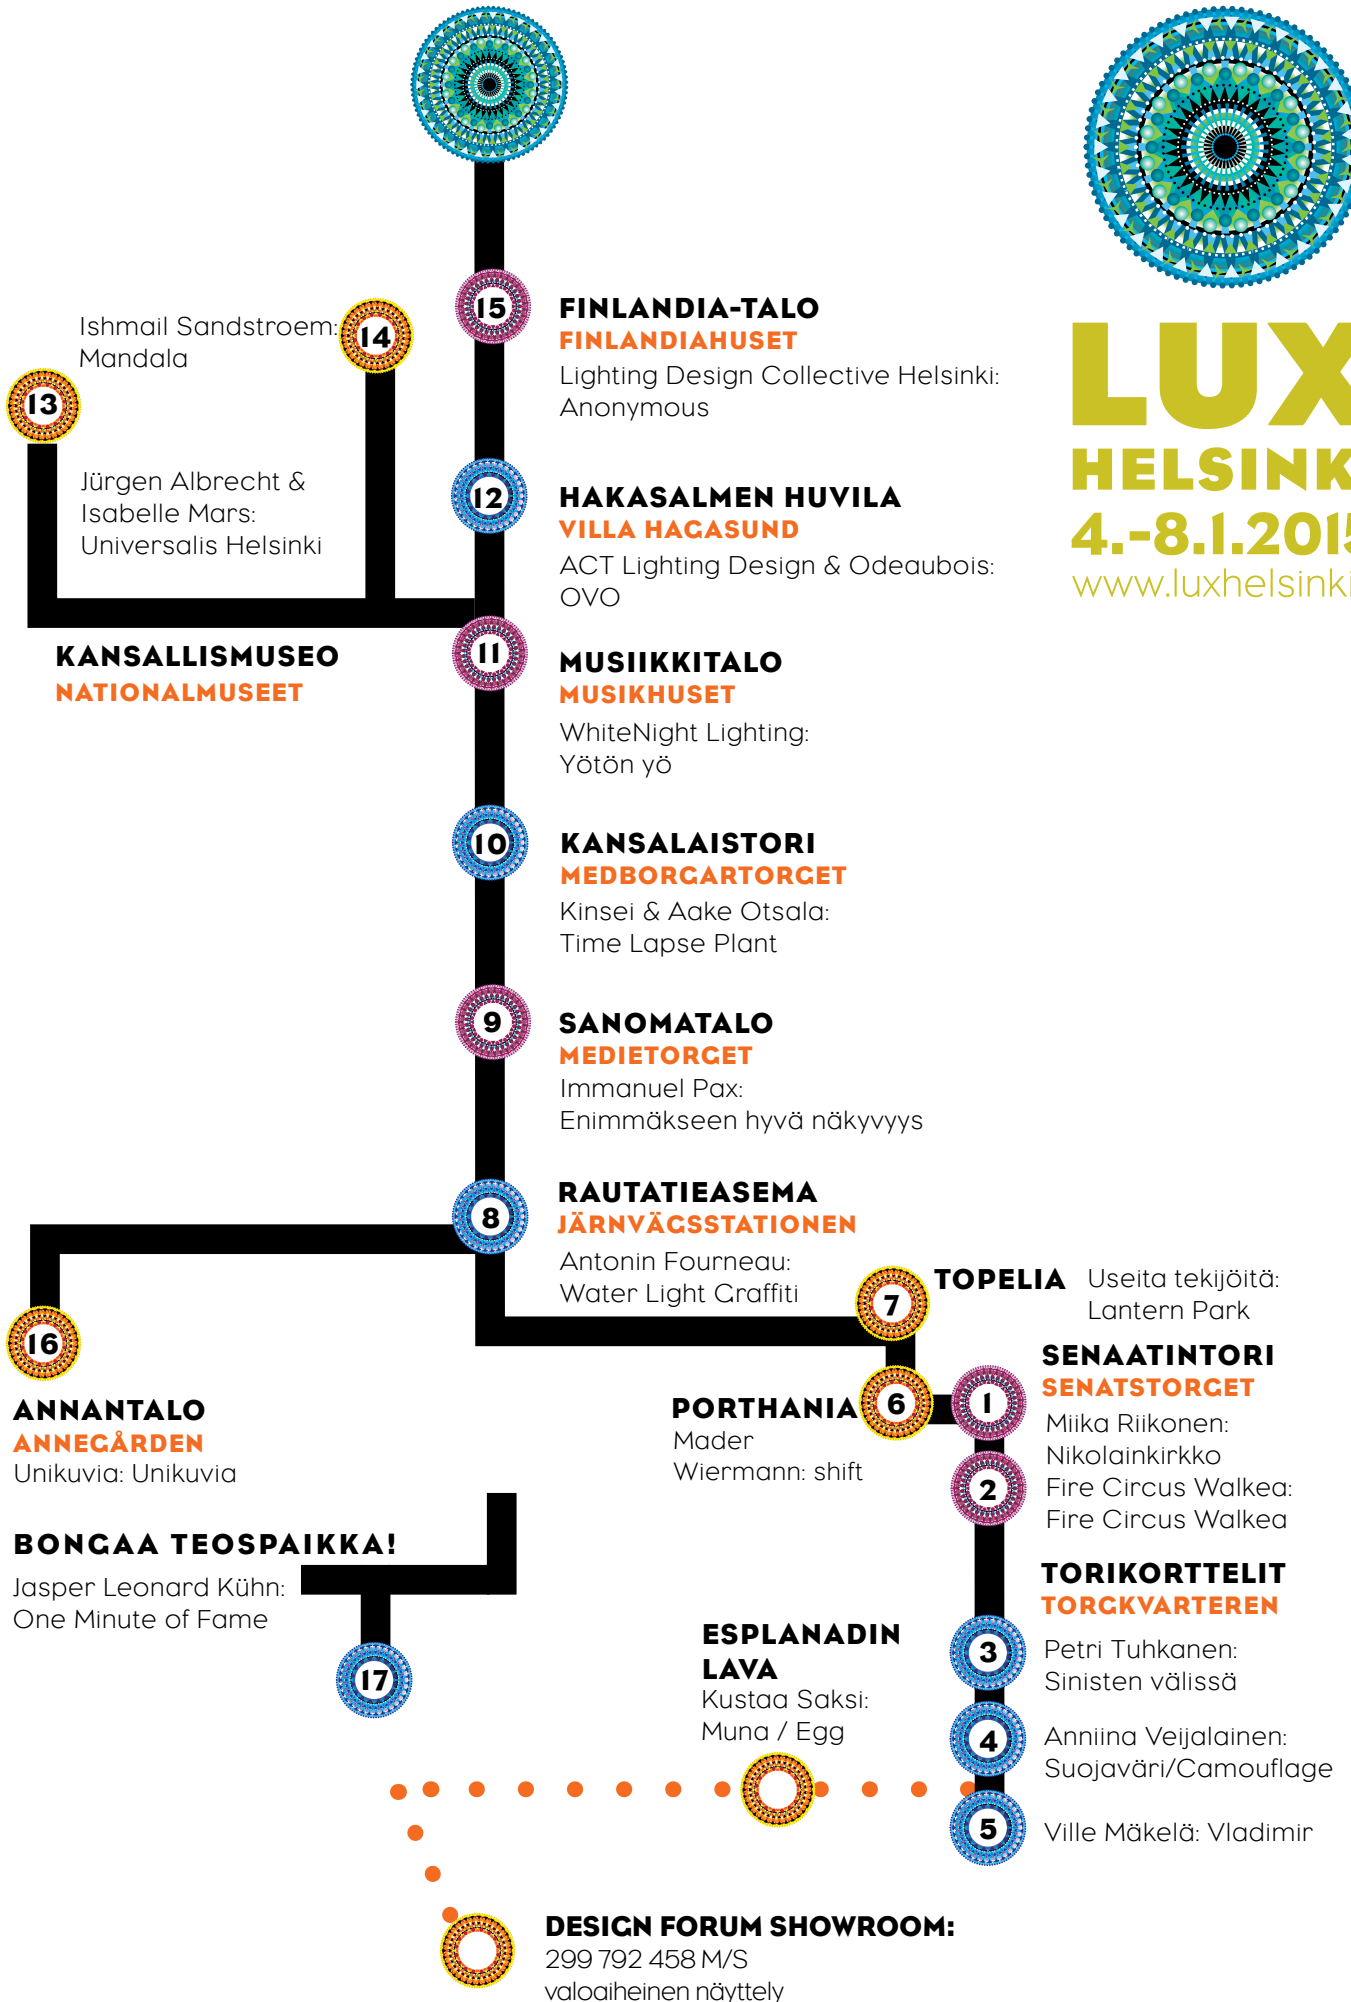 LUX
HELSINK
4.-8.1.2015
www.luxhelsinki
15
FINLANDIA-TALO
FINLANDIAHUSET
Lighting Design Collective Helsinki:
Anonymous
14
Ishmail Sandstroem:
Mandala
13
Jürgen Albrecht &
Isabelle Mars:
Universalis Helsinki
KANSALLISMUSEO
NATIONALMUSEET
12
HAKASALMEN HUVILA
VILLA HAGASUND
ACT Lighting Design & Odeaubois:
OVO
11
MUSIIKKITALO
MUSIKHUSET
WhiteNight Lighting:
Yötön yö
10
KANSALAISTORI
MEDBORGARTORGET
Kinsei & Aake Otsala:
Time Lapse Plant
9
SANOMATALO
MEDIETORGET
Immanuel Pax:
Enimmäkseen hyvä näkyvyys
8
RAUTATIEASEMA
JÄRNVÄGSSTATIONEN
Antonin Fourneau:
Water Light Graffiti
7
TOPELIA
Useita tekijöitä:
Lantern Park
16
ANNANTALO
ANNEGÅRDEN
Unikuvia: Unikuvia
PORTHANIA
Mader
Wiermann: shift
6
1
2
SENAATINTORI
SENATSTORGET
Miika Riikonen:
Nikolainkirkko
Fire Circus Walkea:
Fire Circus Walkea
BONGAA TEOSPAIKKA!
Jasper Leonard Kühn:
One Minute of Fame
17
TORIKORTTELIT
TORGKVARTEREN
3
Petri Tuhkanen:
Sinisten välissä
4
Anniina Veijalainen:
Suojaväri/Camouflage
5
Ville Mäkelä: Vladimir
ESPLANADIN
LAVA
Kustaa Saksi:
Muna / Egg
DESIGN FORUM SHOWROOM:
299 792 458 M/S
valoaiheinen näyttely